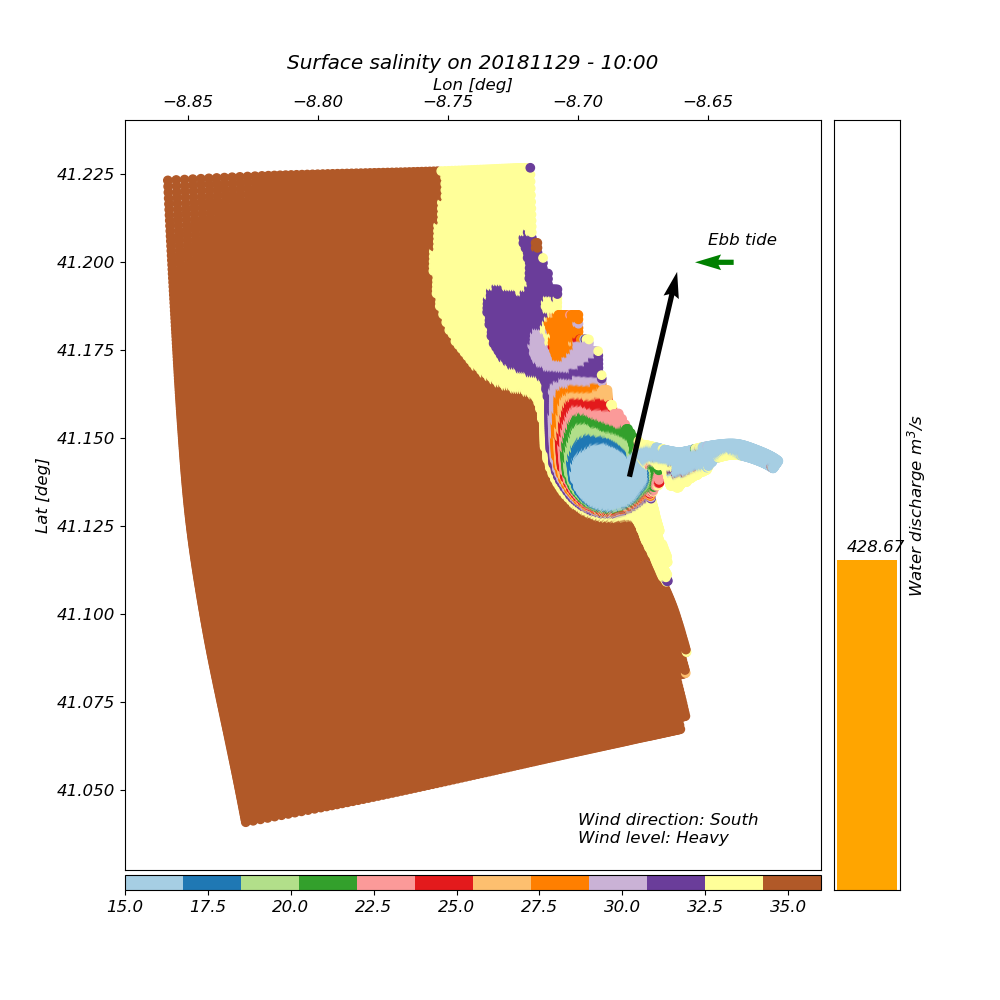 Surface salinity on 20181129 - 10:00
Lon [deg]
−8.85 −8.80 −8.75 −8.70 −8.65
41.225
41.200
41.175
41.150
41.125
41.100
41.075
41.050
Lat [deg]
Ebb tide
Wind direction: South
Wind level: Heavy
428.67
Water discharge m³/s
15.0 17.5 20.0 22.5 25.0 27.5 30.0 32.5 35.0